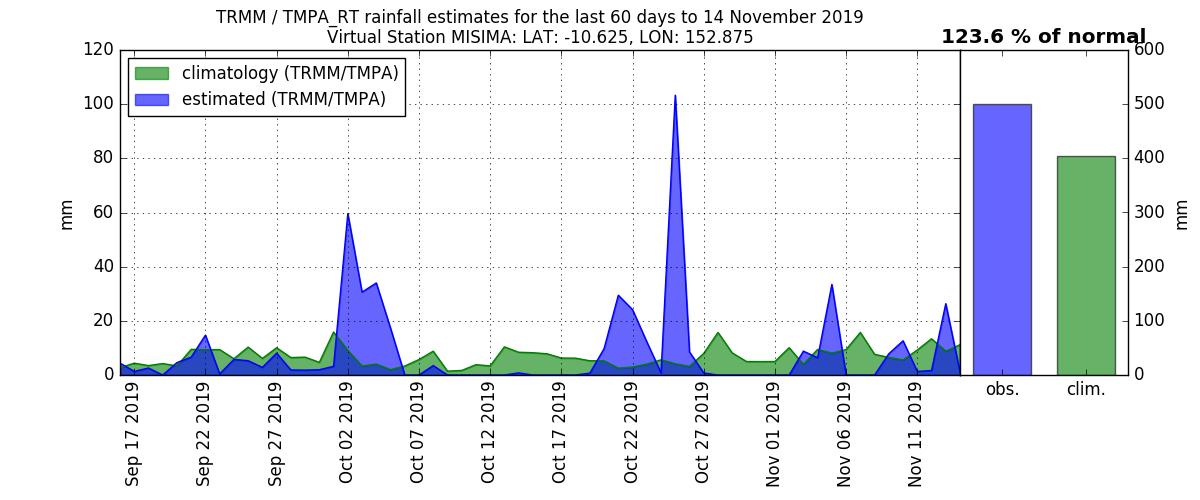 TRMM / TMPA_RT rainfall estimates for the last 60 days to 14 November 2019
Virtual Station MISIMA: LAT: -10.625, LON: 152.875
123.6 % of normal
climatology (TRMM/TMPA)
estimated (TRMM/TMPA)
mm
120
100
80
60
40
20
0
Sep 17 2019
Sep 22 2019
Sep 27 2019
Oct 02 2019
Oct 07 2019
Oct 12 2019
Oct 17 2019
Oct 22 2019
Oct 27 2019
Nov 01 2019
Nov 06 2019
Nov 11 2019
600
500
400
300
200
100
0
mm
obs.
clim.